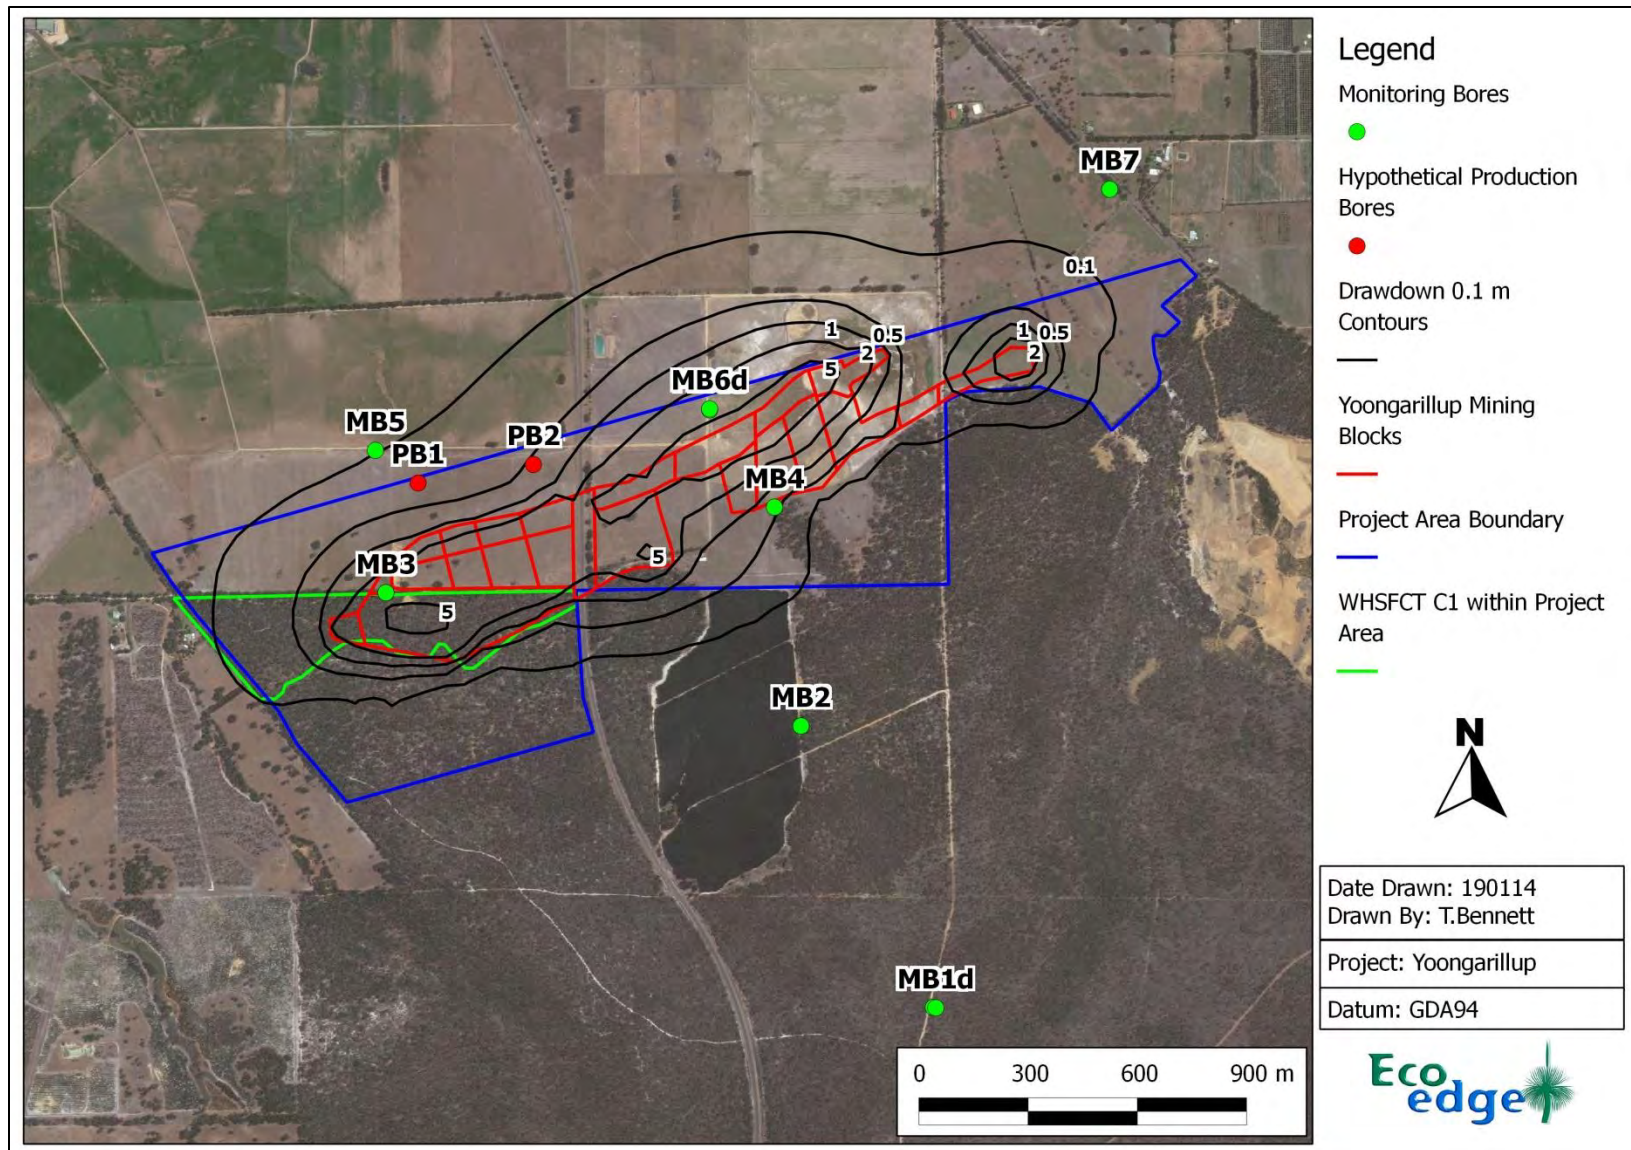 MB7
0.1
1
0.5
2
5
1
0.5
2
MB6d
MB5
PB1
PB2
MB4
5
MB3
5
MB2
MB1d
0 300 600 900 m
Legend
Monitoring Bores
Hypothetical Production
Bores
Drawdown 0.1 m
Contours
Yoongarillup Mining
Blocks
Project Area Boundary
WHSFCT C1 within Project
Area
N
Date Drawn: 190114
Drawn By: T.Bennett
Project: Yoongarillup
Datum: GDA94
Eco
edge